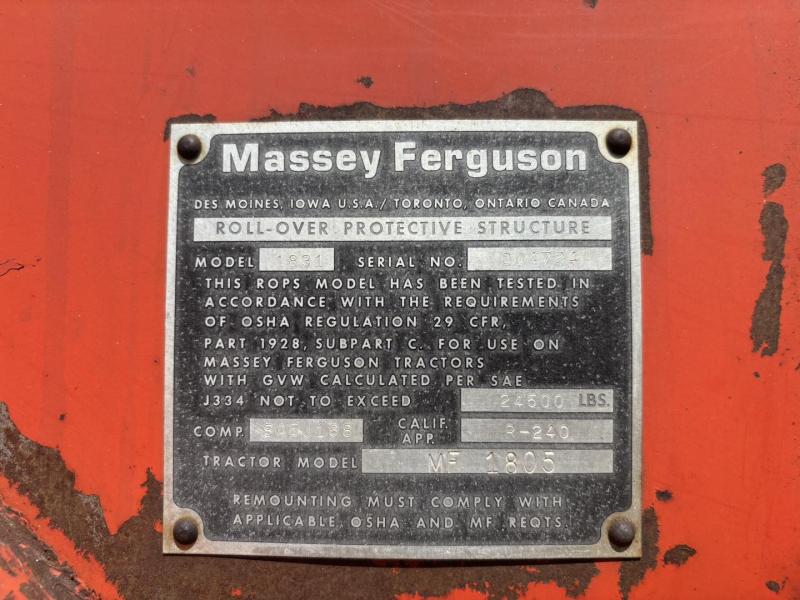 Massey Ferguson
DES MOINES, IOWA U.S.A./ TORONTO, ONTARIO CANADA
ROLL-OVER PROTECTIVE STRUCTURE
MODEL 1891 SERIAL NO.
THIS ROPS MODEL HAS BEEN TESTED IN
ACCORDANCE WITH THE REQUIREMENTS
OF OSHA REGULATION 29 CFR,
PART 1928, SUBPART C. FOR USE ON
MASSEY FERGUSON TRACTORS
WITH GVW CALCULATED PER SAE
J334 NOT TO EXCEED 24500 LBS.
COMP. CALIF. APP. R-240
TRACTOR MODEL MF 1805
REMOUNTING MUST COMPLY WITH
APPLICABLE OSHA AND MF REQTS.